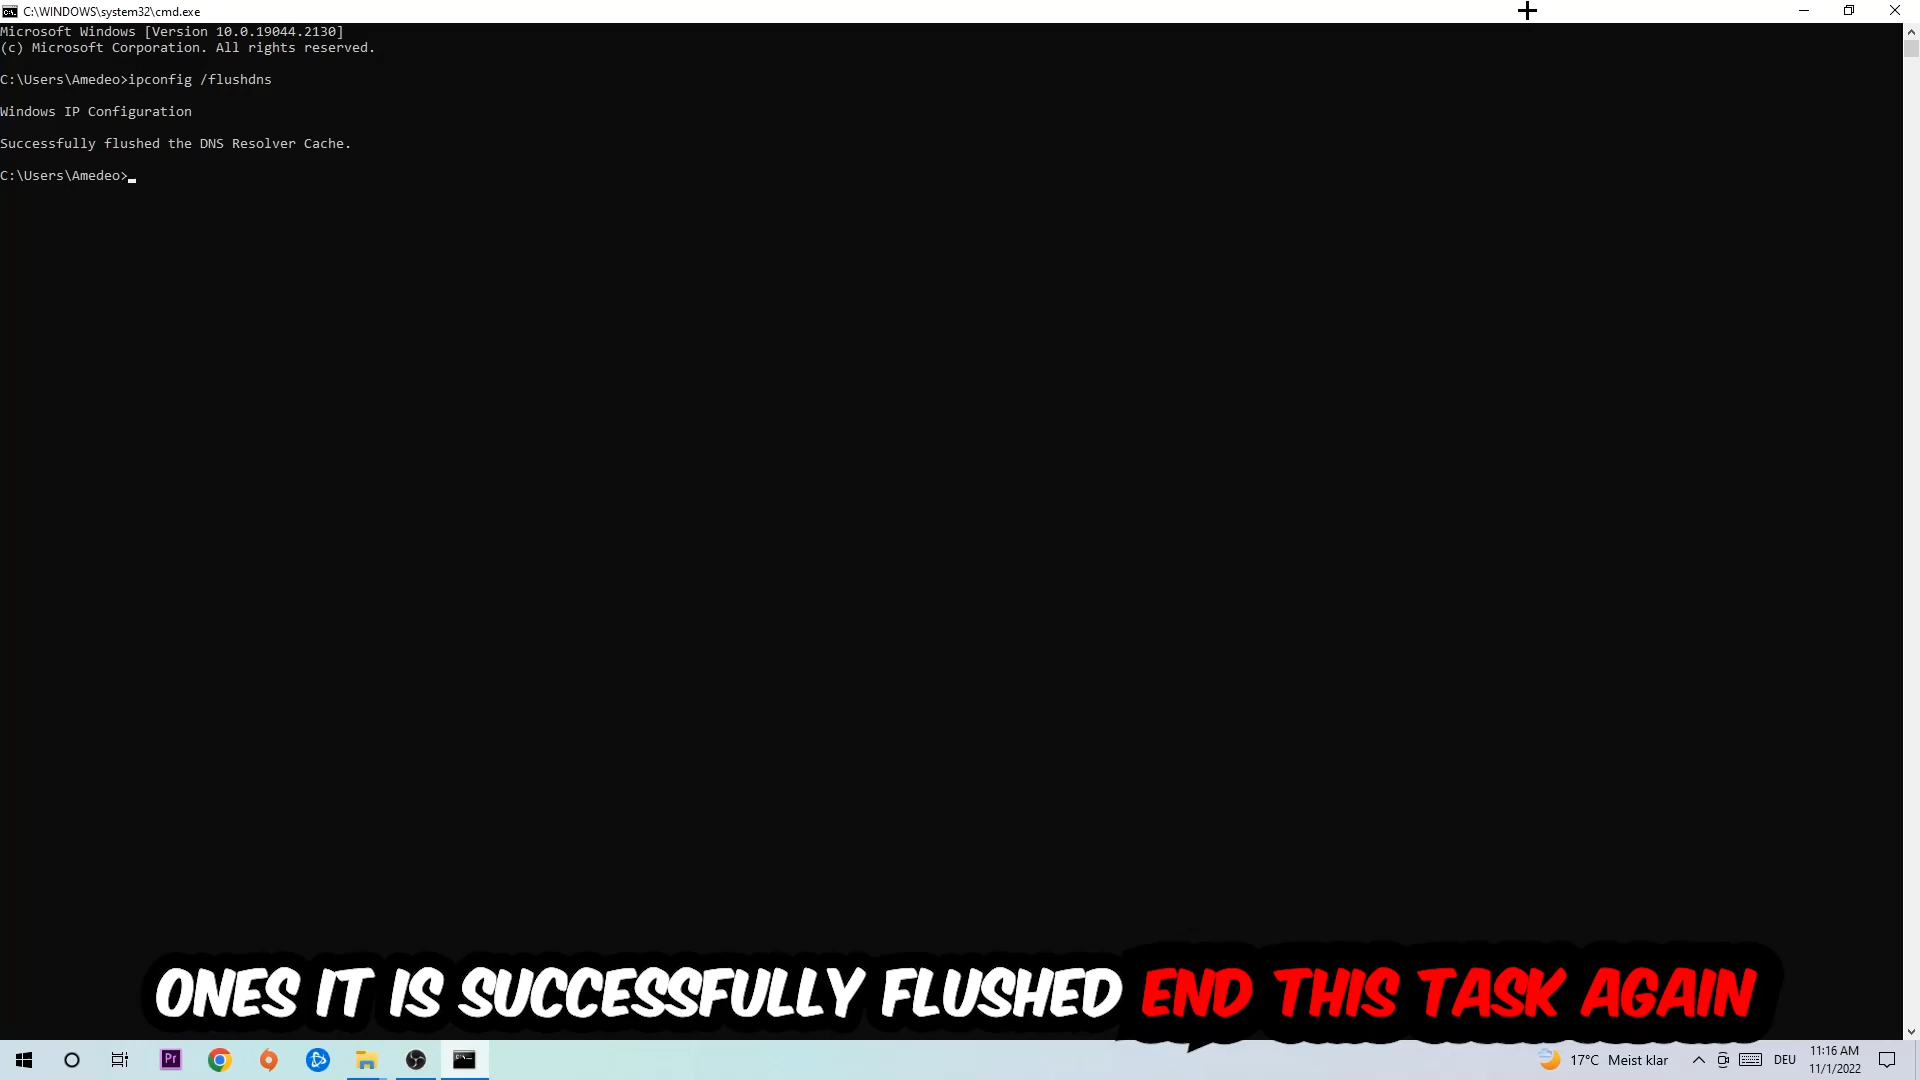 C:\WINDOWS\system32\cmd.exe
Microsoft Windows [Version 10.0.19044.2130]
(c) Microsoft Corporation. All rights reserved.
C:\Users\Amedeo>ipconfig /flushdns
Windows IP Configuration
Successfully flushed the DNS Resolver Cache.
C:\Users\Amedeo>
ONES IT IS SUCCESSFULLY FLUSHED END THIS TASK AGAIN
Pr
17°C Meist klar
DEU
11:16 AM
11/1/2022